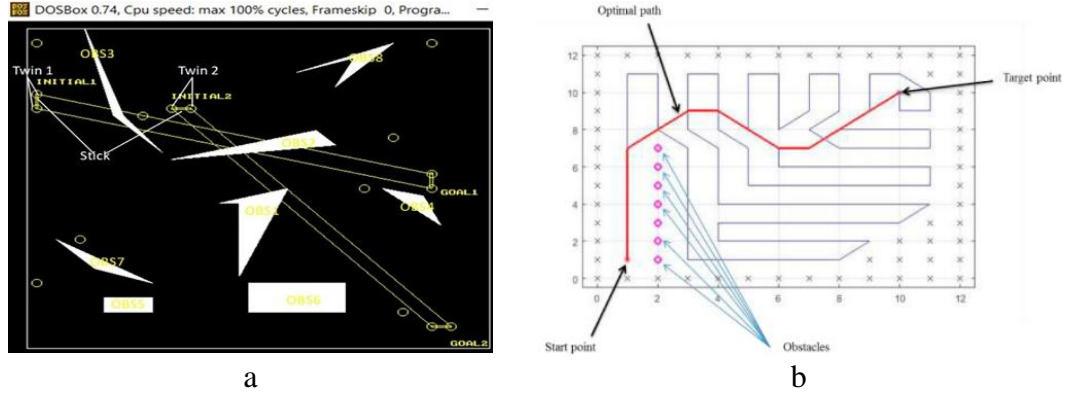 DOSBox 0.74, Cpu speed: max 100% cycles, Frameskip 0, Progra...
OBS3
OBS8
Twin 1
Twin 2
INITIAL1
INITIAL2
Stick
OBS2
GOAL1
OBS1
OBS4
OBS7
OBS5
OBS6
GOAL2
a
Optimal path
Target point
12
10
8
6
4
2
0
0 2 4 6 8 10 12
Start point
Obstacles
b